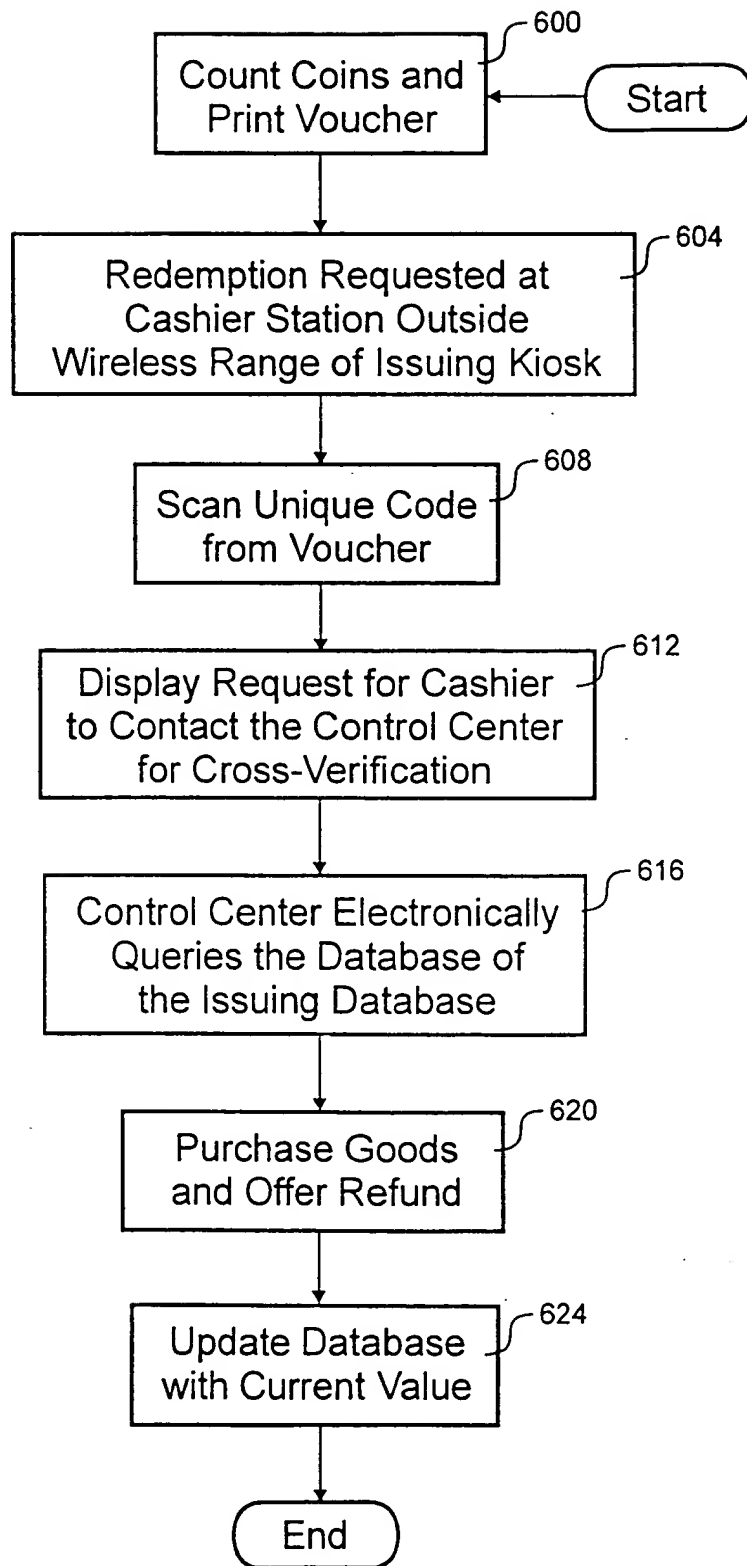 600
Count Coins and
Print Voucher
Start
604
Redemption Requested at
Cashier Station Outside
Wireless Range of Issuing Kiosk
608
Scan Unique Code
from Voucher
612
Display Request for Cashier
to Contact the Control Center
for Cross-Verification
616
Control Center Electronically
Queries the Database of
the Issuing Database
620
Purchase Goods
and Offer Refund
624
Update Database
with Current Value
End